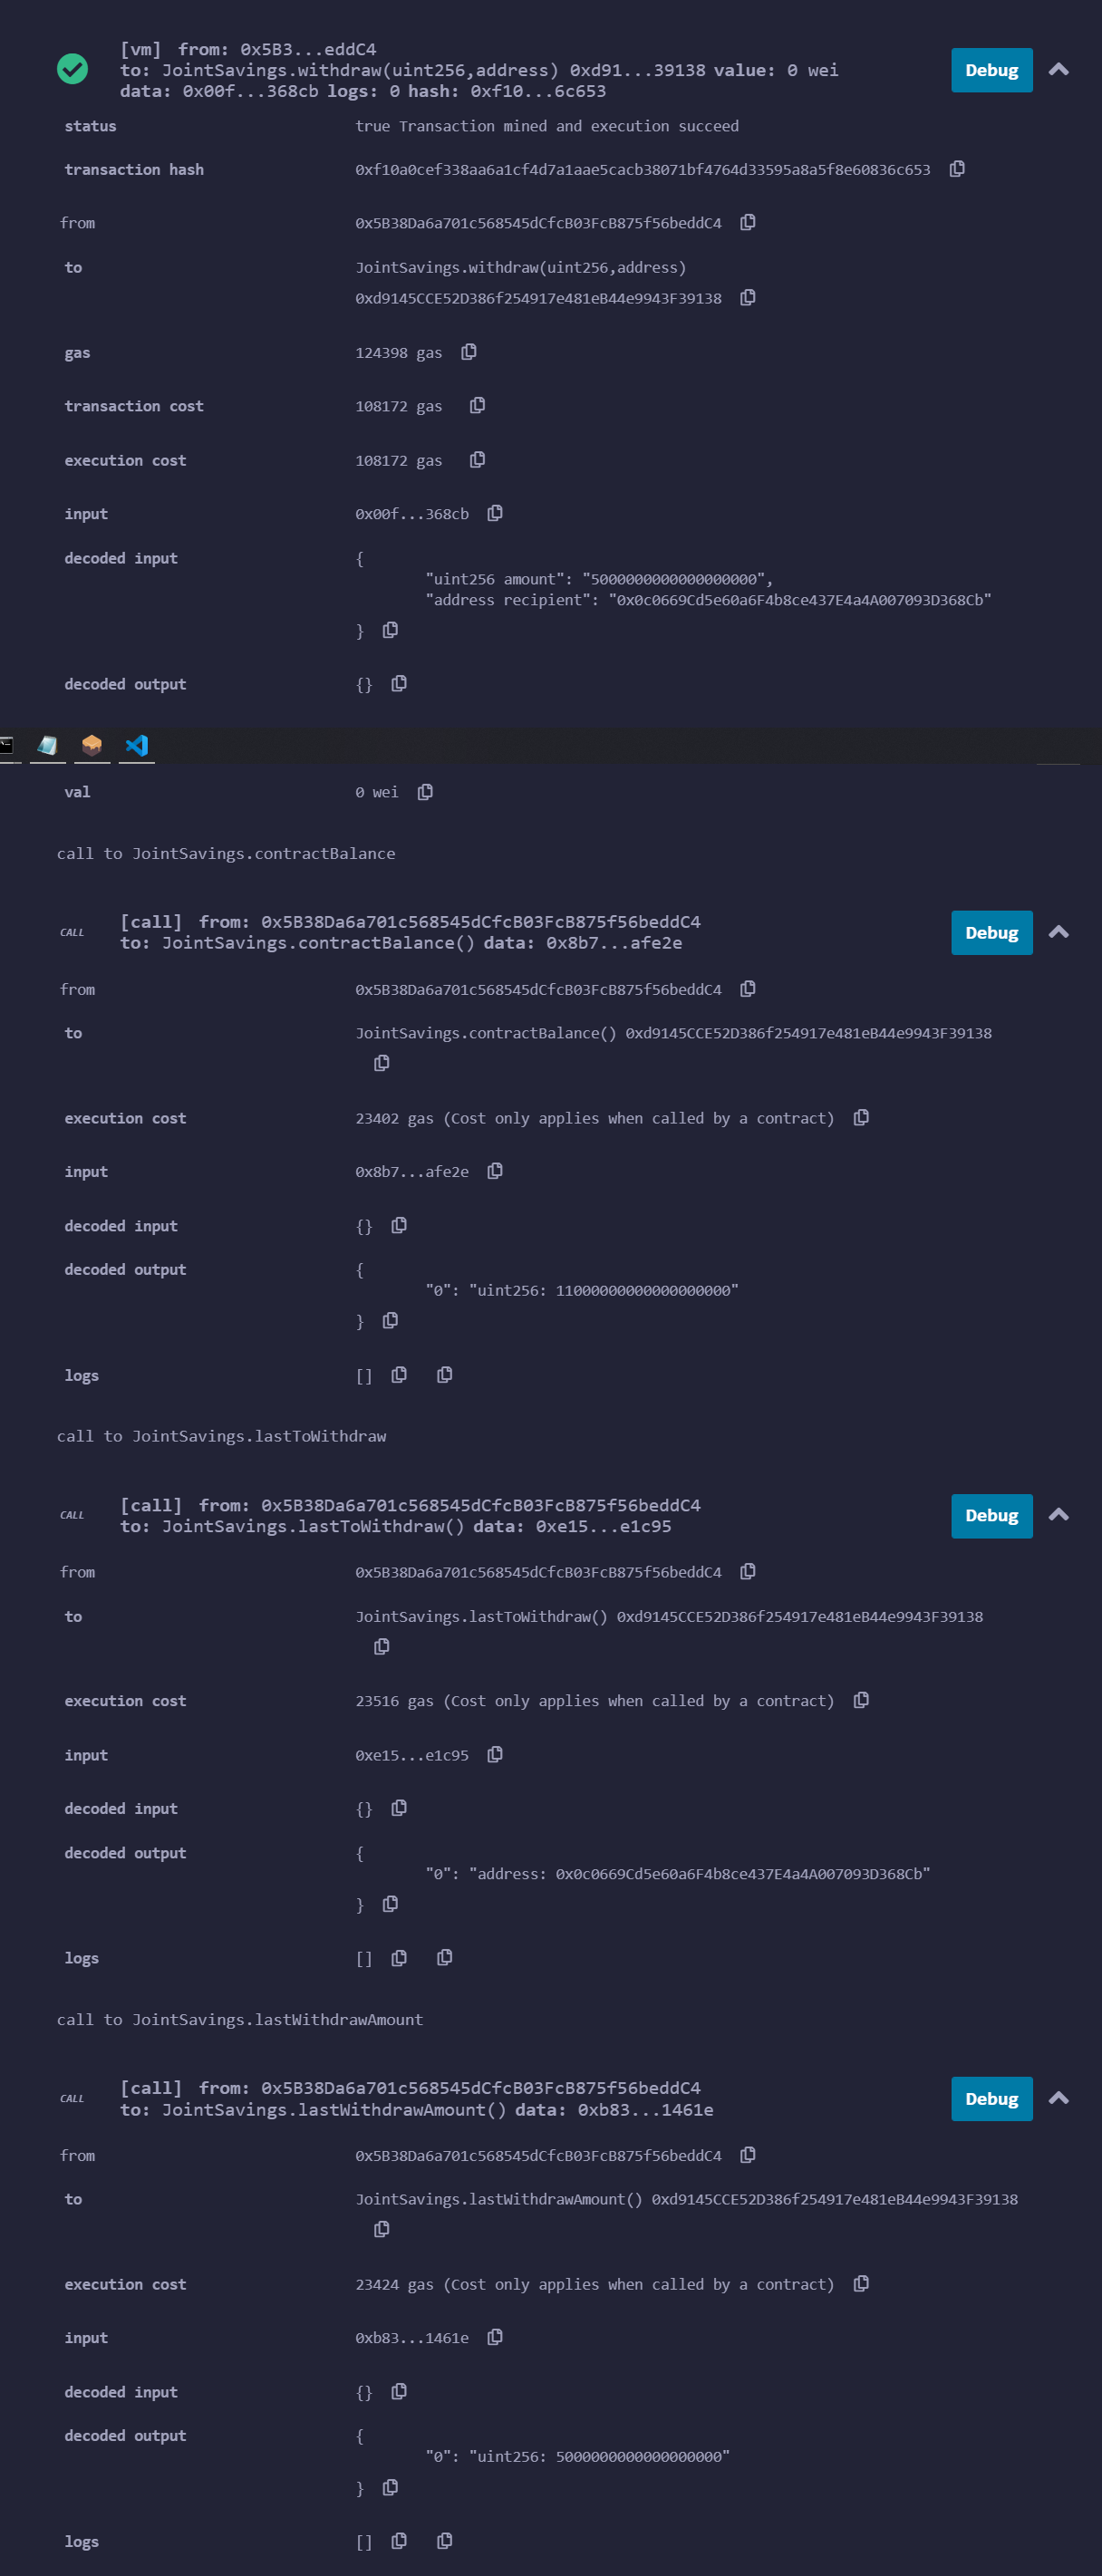 [vm] from: 0x5B3...eddC4
to: JointSavings.withdraw(uint256,address) 0xd91...39138 value: 0 wei
data: 0x00f...368cb logs: 0 hash: 0xf10...6c653
Debug
status true Transaction mined and execution succeed
transaction hash 0xf10a0cef338aa6a1cf4d7a1aae5cacb38071bf4764d33595a8a5f8e60836c653
from 0x5B38Da6a701c568545dCfcB03FcB875f56beddC4
to JointSavings.withdraw(uint256,address)
0xd9145CCE52D386f254917e481eB44e9943F39138
gas 124398 gas
transaction cost 108172 gas
execution cost 108172 gas
input 0x00f...368cb
decoded input {
"uint256 amount": "5000000000000000000",
"address recipient": "0x0c0669Cd5e60a6F4b8ce437E4a4A007093D368Cb"
}
decoded output {}
val 0 wei
call to JointSavings.contractBalance
CALL
[call] from: 0x5B38Da6a701c568545dCfcB03FcB875f56beddC4
to: JointSavings.contractBalance() data: 0x8b7...afe2e
Debug
from 0x5B38Da6a701c568545dCfcB03FcB875f56beddC4
to JointSavings.contractBalance() 0xd9145CCE52D386f254917e481eB44e9943F39138
execution cost 23402 gas (Cost only applies when called by a contract)
input 0x8b7...afe2e
decoded input {}
decoded output {
"0": "uint256: 11000000000000000000"
}
logs []
call to JointSavings.lastToWithdraw
CALL
[call] from: 0x5B38Da6a701c568545dCfcB03FcB875f56beddC4
to: JointSavings.lastToWithdraw() data: 0xe15...e1c95
Debug
from 0x5B38Da6a701c568545dCfcB03FcB875f56beddC4
to JointSavings.lastToWithdraw() 0xd9145CCE52D386f254917e481eB44e9943F39138
execution cost 23516 gas (Cost only applies when called by a contract)
input 0xe15...e1c95
decoded input {}
decoded output {
"0": "address: 0x0c0669Cd5e60a6F4b8ce437E4a4A007093D368Cb"
}
logs []
call to JointSavings.lastWithdrawAmount
CALL
[call] from: 0x5B38Da6a701c568545dCfcB03FcB875f56beddC4
to: JointSavings.lastWithdrawAmount() data: 0xb83...1461e
Debug
from 0x5B38Da6a701c568545dCfcB03FcB875f56beddC4
to JointSavings.lastWithdrawAmount() 0xd9145CCE52D386f254917e481eB44e9943F39138
execution cost 23424 gas (Cost only applies when called by a contract)
input 0xb83...1461e
decoded input {}
decoded output {
"0": "uint256: 5000000000000000000"
}
logs []